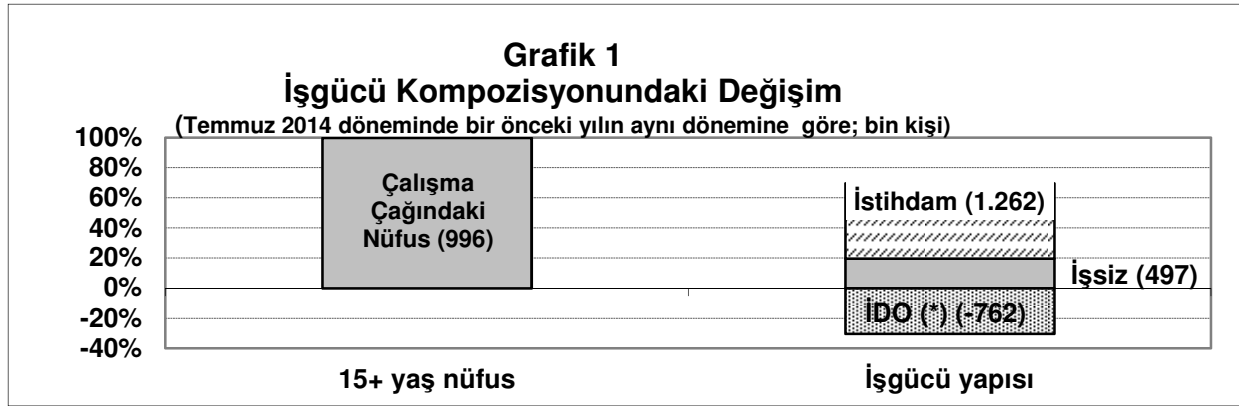 Grafik 1
İşgücü Kompozisyonundaki Değişim
(Temmuz 2014 döneminde bir önceki yılın aynı dönemine göre; bin kişi)
100%
80%
60%
40%
20%
0%
-20%
-40%
Çalışma
Çağındaki
Nüfus (996)
İstihdam (1.262)
İşsiz (497)
İDO (*) (-762)
15+ yaş nüfus
İşgücü yapısı